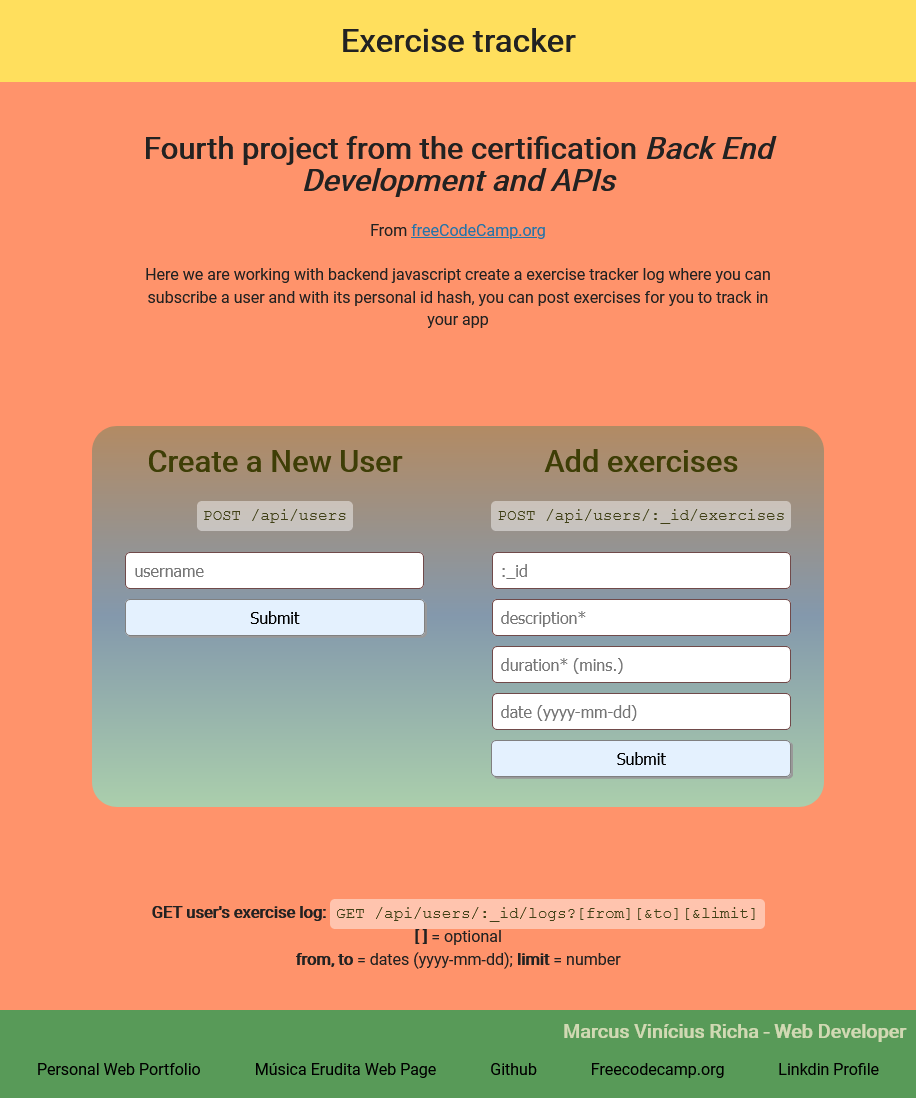 Exercise tracker
Fourth project from the certification Back End
Development and APIs
From freeCodeCamp.org
Here we are working with backend javascript create a exercise tracker log where you can
subscribe a user and with its personal id hash, you can post exercises for you to track in
your app
Create a New User
POST /api/users
username
Submit
Add exercises
POST /api/users/:_id/exercises
:_id
description*
duration* (mins.)
date (yyyy-mm-dd)
Submit
GET user's exercise log: GET /api/users/:_id/logs?[from][&to][&limit]
[ ] = optional
from, to = dates (yyyy-mm-dd); limit = number
Marcus Vinícius Richa - Web Developer
Personal Web Portfolio Música Erudita Web Page Github Freecodecamp.org Linkdin Profile